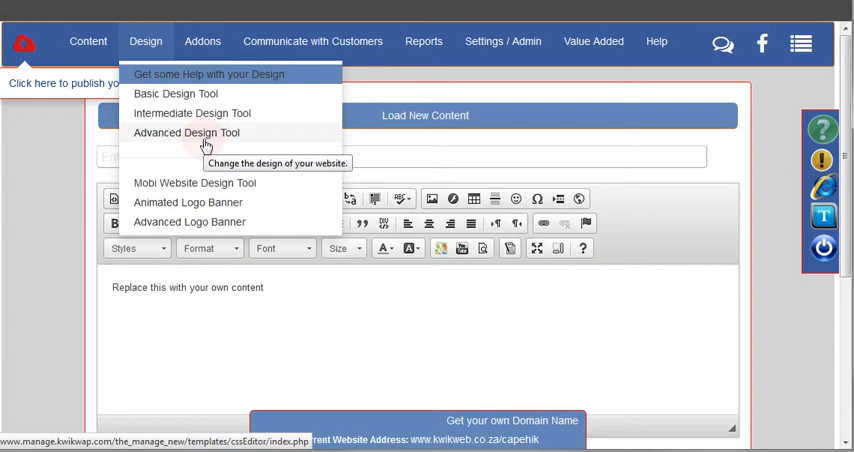 Content Design Addons Communicate with Customers Reports Settings / Admin Value Added Help
Click here to publish yo
Get some Help with your Design
Basic Design Tool
Intermediate Design Tool
Advanced Design Tool
Change the design of your website.
Mobi Website Design Tool
Animated Logo Banner
Advanced Logo Banner
Load New Content
Styles Format Font Size
Replace this with your own content
Get your own Domain Name
rrent Website Address: www.kwikweb.co.za/capehik
www.manage.kwikwap.com/the_manage_new/templates/cssEditor/index.php